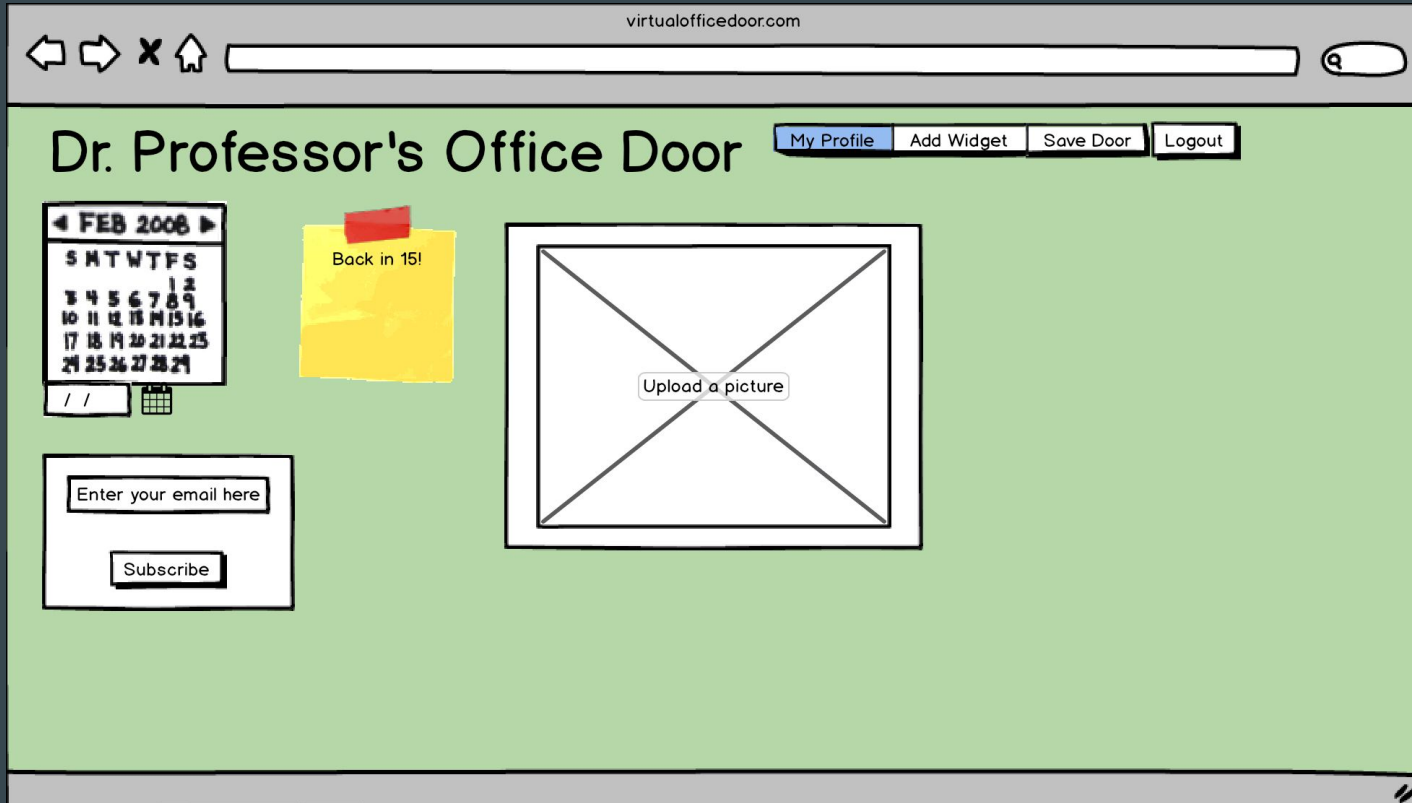 virtualofficedoor.com
Dr. Professor's Office Door
My Profile Add Widget Save Door Logout
FEB 2008
S M T W T F S
1 2
3 4 5 6 7 8 9
10 11 12 13 14 15 16
17 18 19 20 21 22 23
24 25 26 27 28 29
/ /
Back in 15!
Upload a picture
Enter your email here
Subscribe